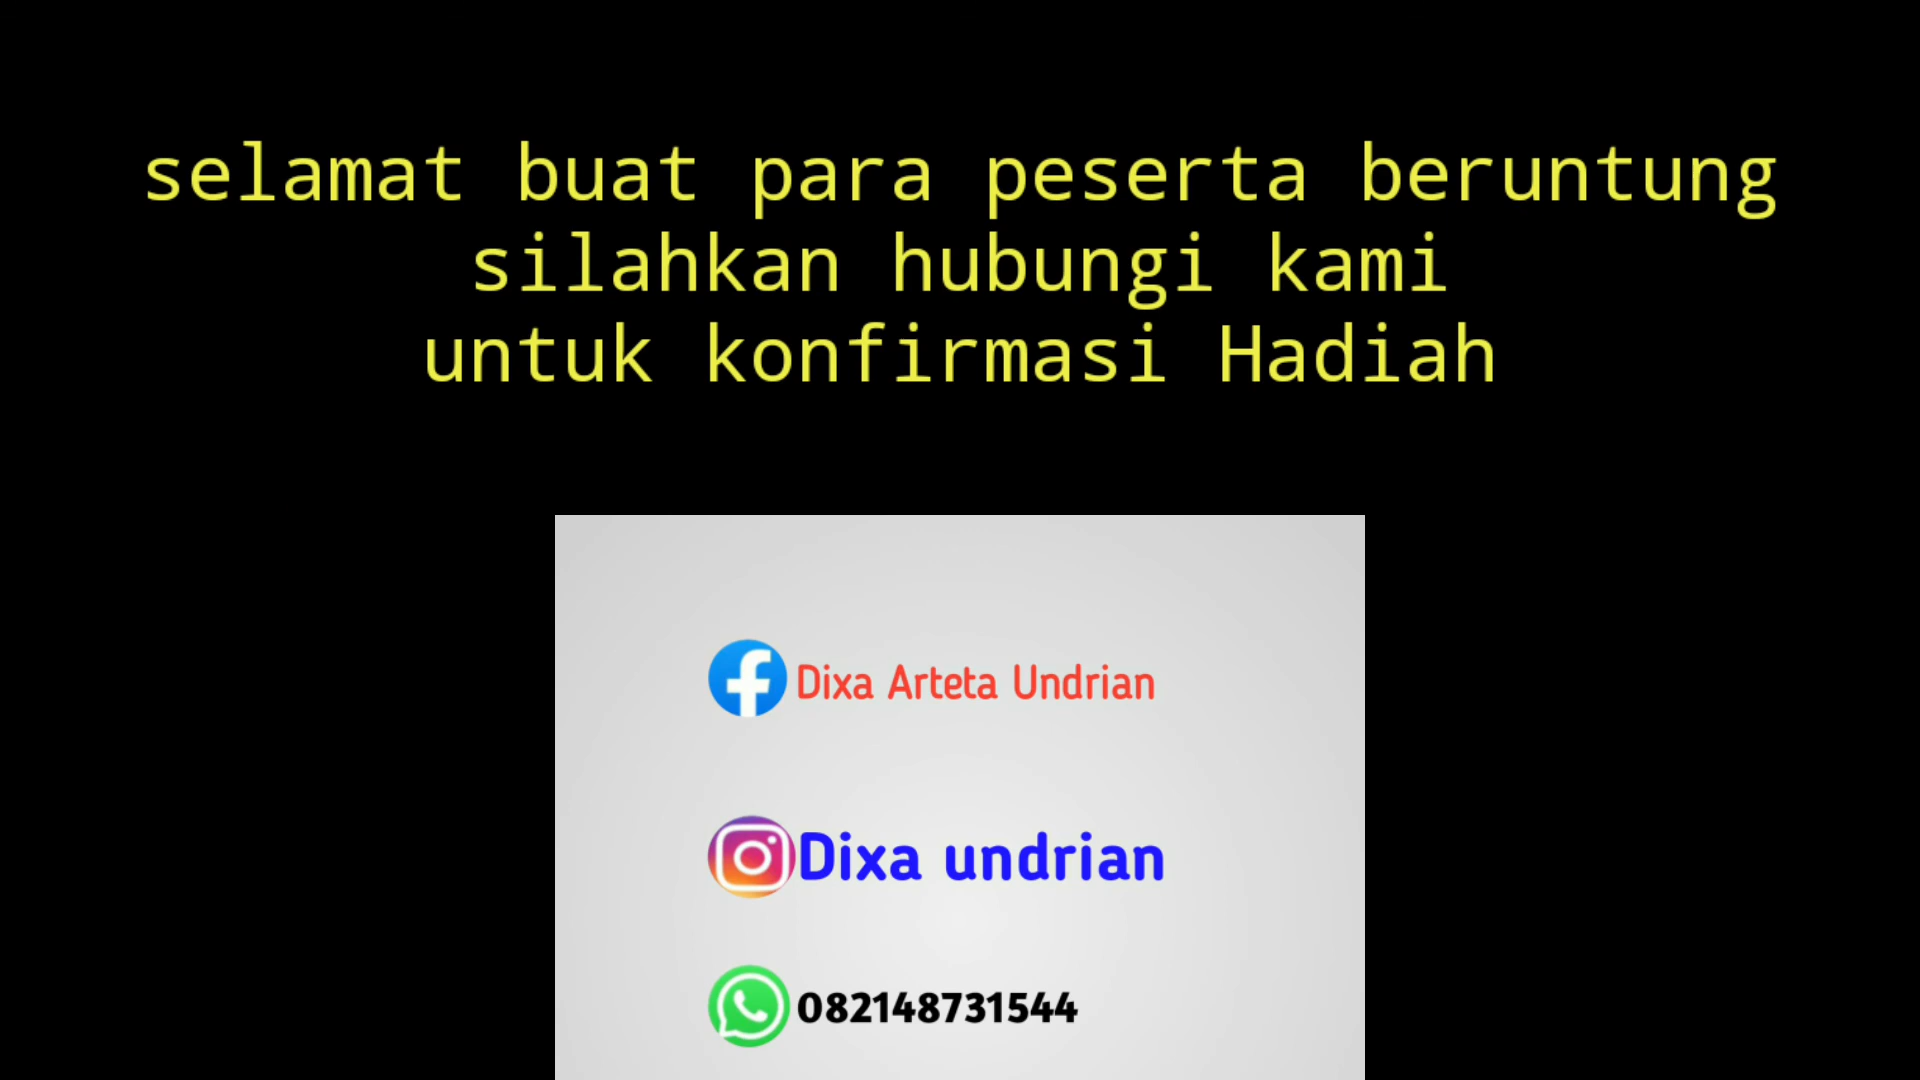 selamat buat para peserta beruntung
silahkan hubungi kami
untuk konfirmasi Hadiah
Dixa Arteta Undrian
Dixa undrian
082148731544